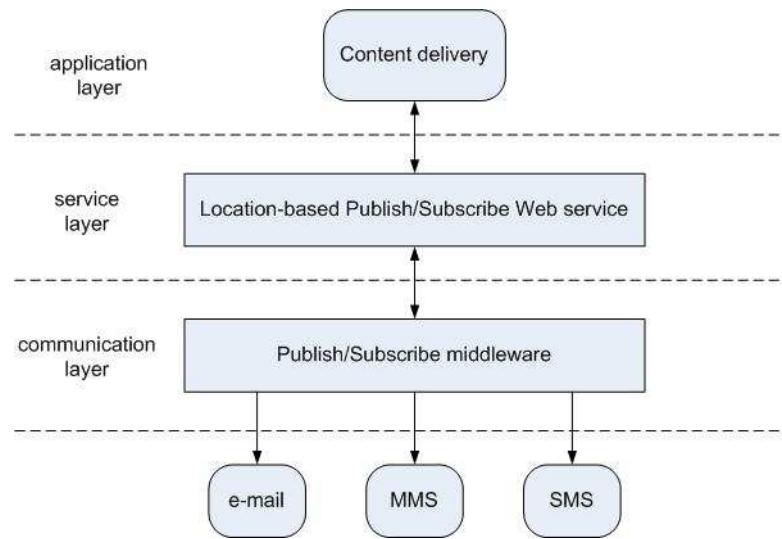 Content delivery
application
layer
Location-based Publish/Subscribe Web service
service
layer
Publish/Subscribe middleware
communication
layer
e-mail
MMS
SMS